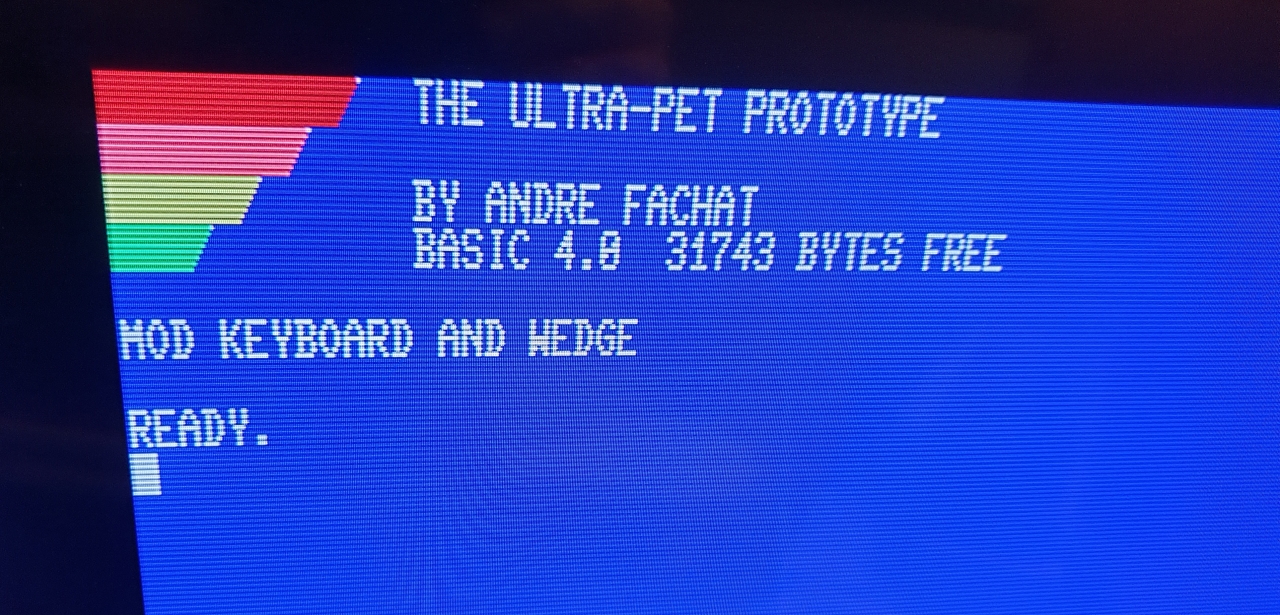 THE ULTRA-PET PROTOTYPE
BY ANDRE FACHAT
BASIC 4.0  31743 BYTES FREE
MOD KEYBOARD AND WEDGE
READY.